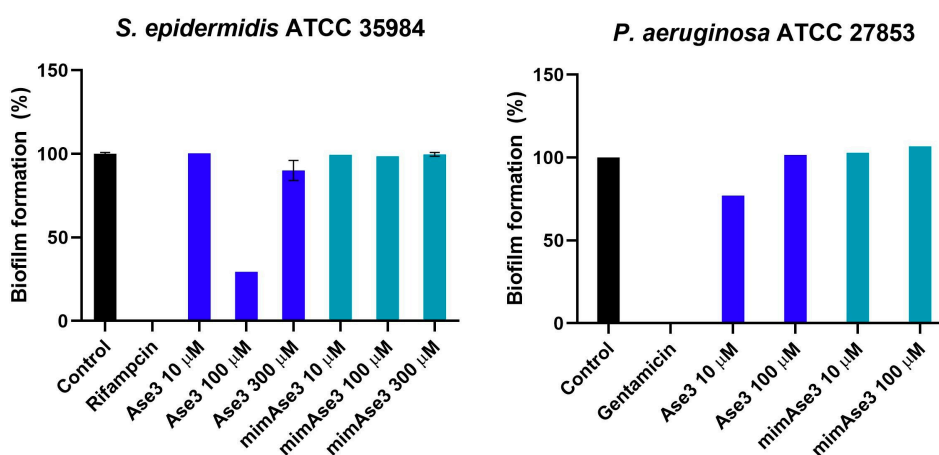 S. epidermidis ATCC 35984
Biofilm formation (%)
150
100
50
0
Control
Rifampcin
Ase3 10 μM
Ase3 100 μM
Ase3 300 μM
mimAse3 10 μM
mimAse3 100 μM
mimAse3 300 μM
P. aeruginosa ATCC 27853
Biofilm formation (%)
150
100
50
0
Control
Gentamicin
Ase3 10 μM
Ase3 100 μM
mimAse3 10 μM
mimAse3 100 μM